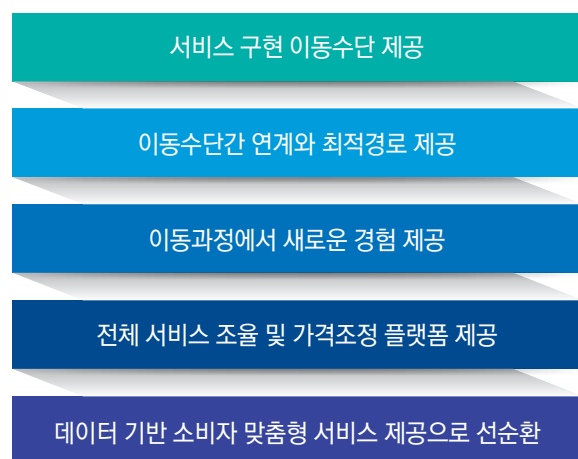 서비스 구현 이동수단 제공
이동수단간 연계와 최적경로 제공
이동과정에서 새로운 경험 제공
전체 서비스 조율 및 가격조정 플랫폼 제공
데이터 기반 소비자 맞춤형 서비스 제공으로 선순환